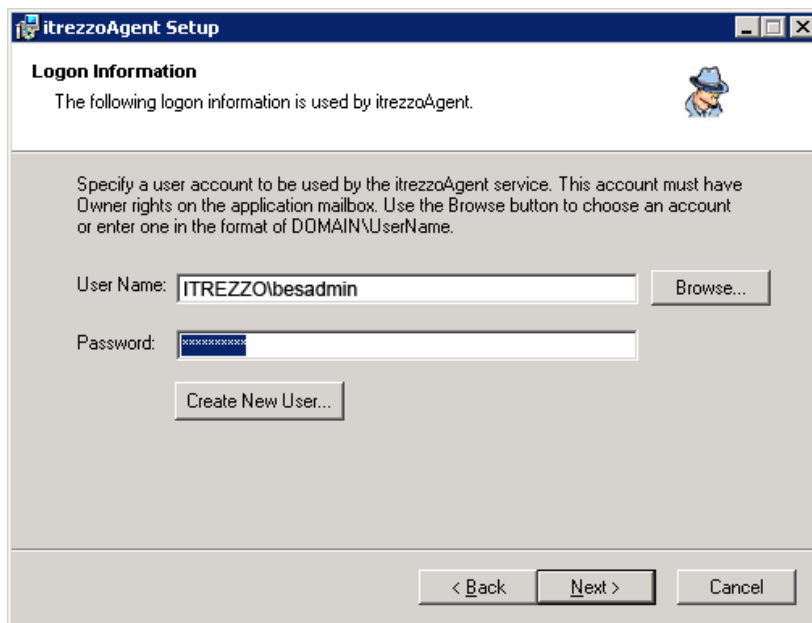 itrezzoAgent Setup
Logon Information
The following logon information is used by itrezzoAgent.
Specify a user account to be used by the itrezzoAgent service. This account must have
Owner rights on the application mailbox. Use the Browse button to choose an account
or enter one in the format of DOMAIN\UserName.
User Name: ITREZZO\besadmin Browse...
Password: **********
Create New User...
< Back Next > Cancel